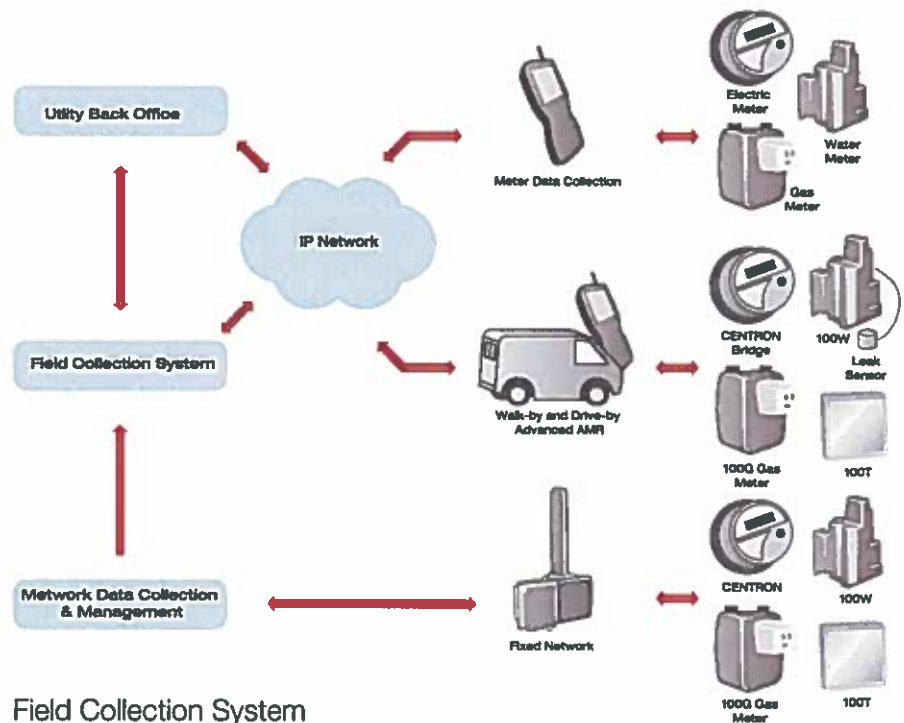 Utility Back Office
IP Network
Meter Data Collection
Electric
Meter
Water
Meter
Gas
Meter
Field Collection System
Walk-by and Drive-by
Advanced AMR
CENTRON
Bridge
100W
Leak
Sensor
100G Gas
Meter
100T
Metwork Data Collection
& Management
Fixed Network
CENTRON
100W
100G Gas
Meter
100T
Field Collection System